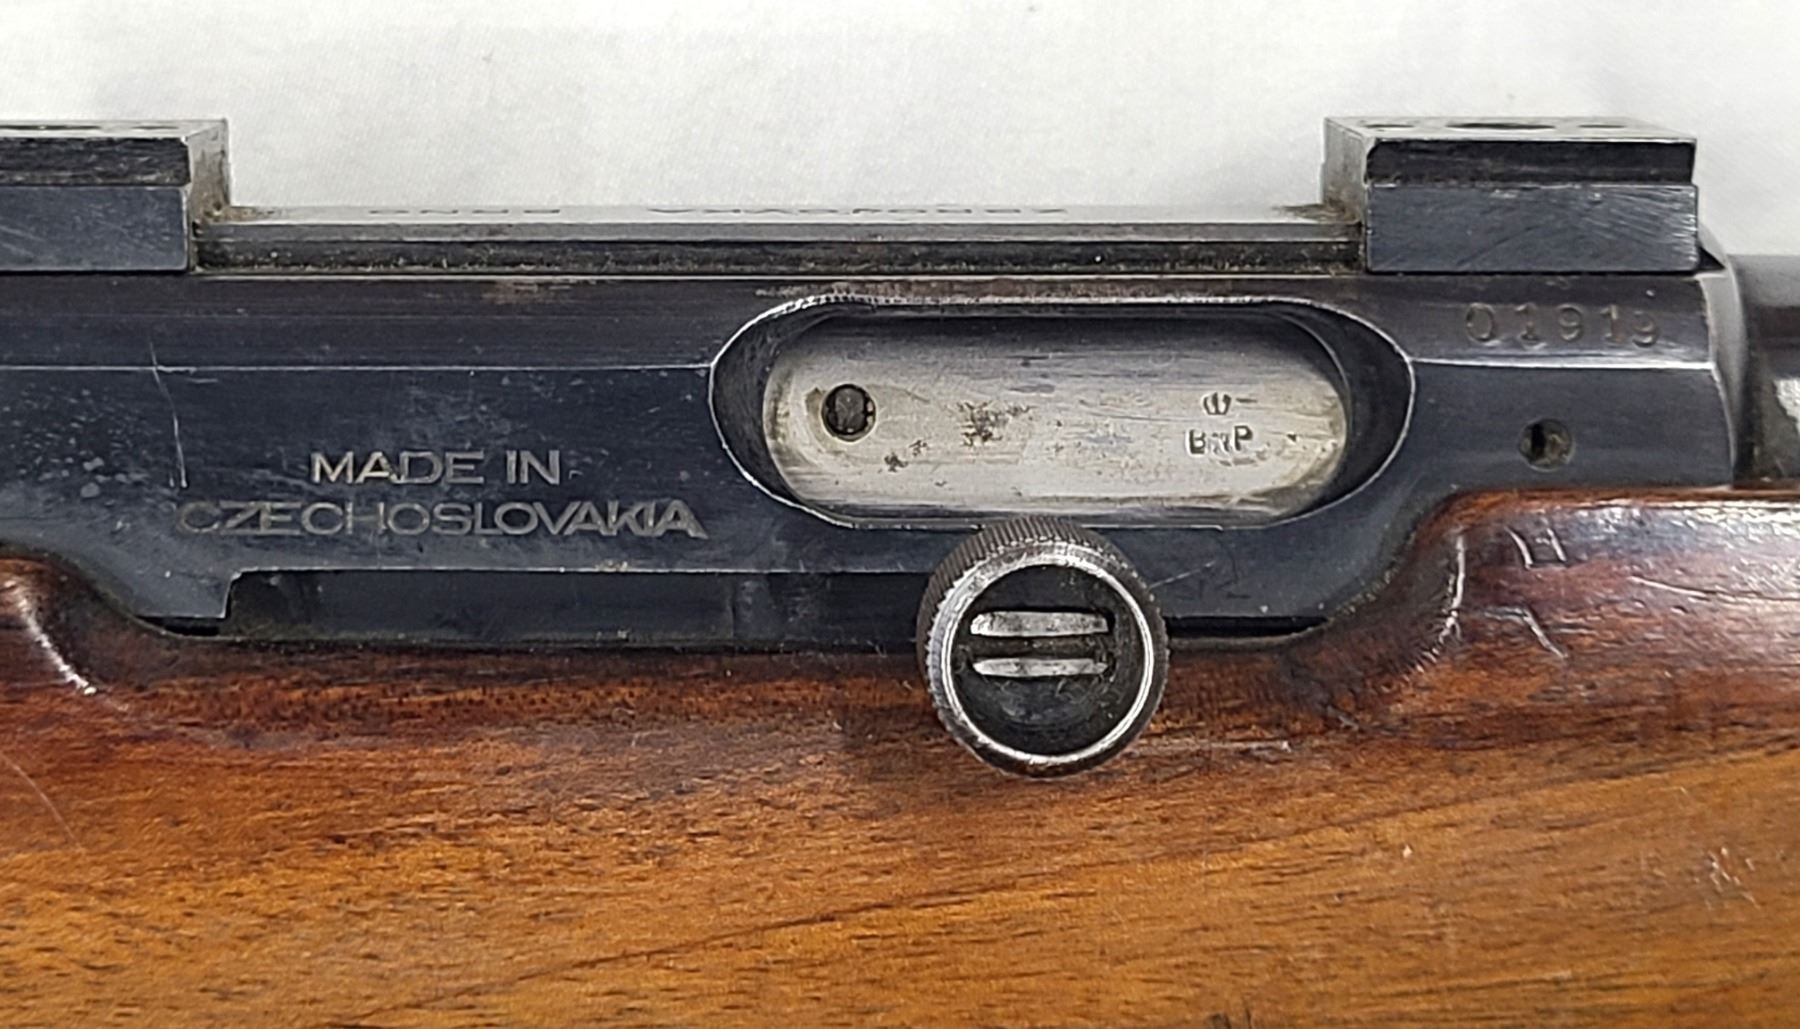 01919
BNP
MADE IN
CZECHOSLOVAKIA